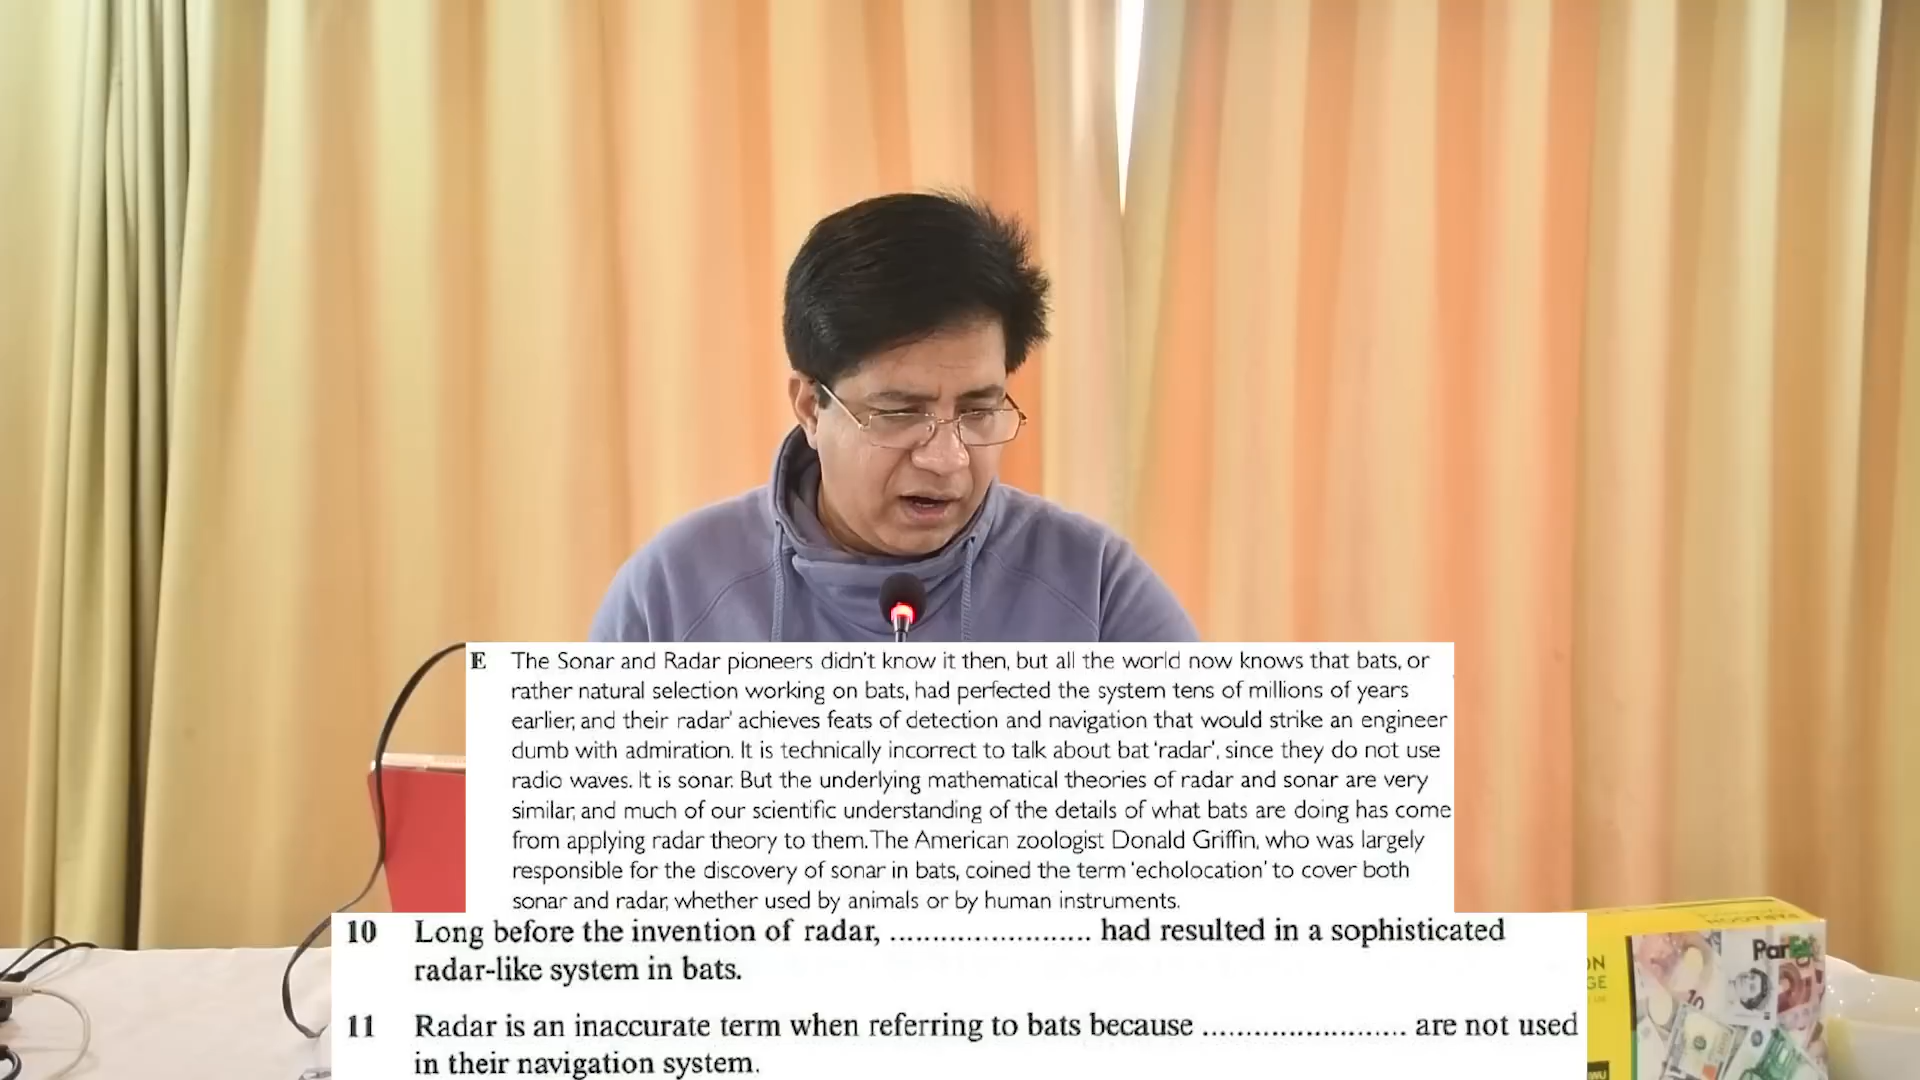 E The Sonar and Radar pioneers didn't know it then, but all the world now knows that bats, or
rather natural selection working on bats, had perfected the system tens of millions of years
earlier, and their radar' achieves feats of detection and navigation that would strike an engineer
dumb with admiration. It is technically incorrect to talk about bat 'radar', since they do not use
radio waves. It is sonar. But the underlying mathematical theories of radar and sonar are very
similar, and much of our scientific understanding of the details of what bats are doing has come
from applying radar theory to them. The American zoologist Donald Griffin, who was largely
responsible for the discovery of sonar in bats, coined the term 'echolocation' to cover both
sonar and radar, whether used by animals or by human instruments.
10 Long before the invention of radar, ........................ had resulted in a sophisticated
radar-like system in bats.
11 Radar is an inaccurate term when referring to bats because ........................ are not used
in their navigation system.
ON
GE
10